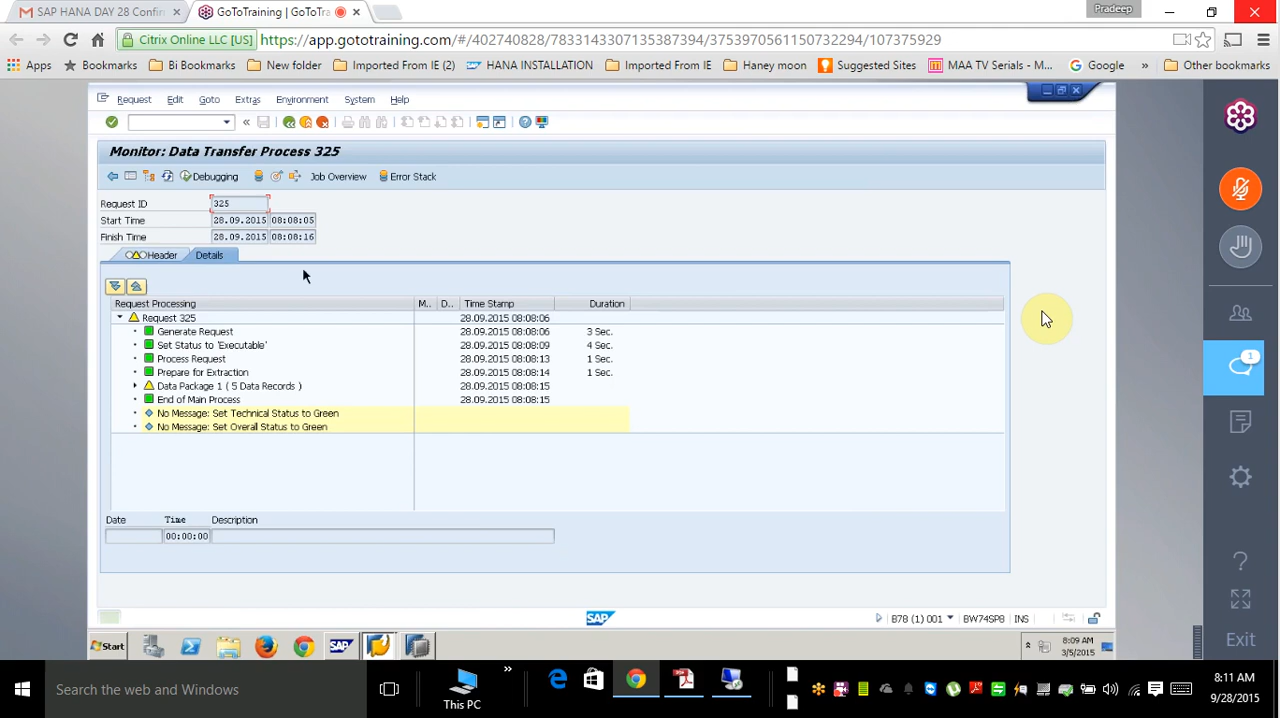 SAP HANA DAY 28 Confirm
GoToTraining | GoToTra
Pradeep
Citrix Online LLC [US]
https://app.gototraining.com/#/402740828/7833143307135387394/3753970561150732294/107375929
Apps
Bookmarks
Bi Bookmarks
New folder
Imported From IE (2)
HANA INSTALLATION
Imported From IE
Haney moon
Suggested Sites
MAA TV Serials - M...
Google
»
Other bookmarks
Request Edit Goto Extras Environment System Help
Monitor: Data Transfer Process 325
Debugging
Job Overview
Error Stack
Request ID 325
Start Time 28.09.2015 08:08:05
Finish Time 28.09.2015 08:08:16
Header Details
Request Processing M.. D.. Time Stamp Duration
Request 325 28.09.2015 08:08:06
Generate Request 28.09.2015 08:08:06 3 Sec.
Set Status to 'Executable' 28.09.2015 08:08:09 4 Sec.
Process Request 28.09.2015 08:08:13 1 Sec.
Prepare for Extraction 28.09.2015 08:08:14 1 Sec.
Data Package 1 ( 5 Data Records ) 28.09.2015 08:08:15
End of Main Process 28.09.2015 08:08:15
No Message: Set Technical Status to Green
No Message: Set Overall Status to Green
Date Time Description
00:00:00
SAP
B78 (1) 001 BW74SP8 INS
Start
SAP
8:09 AM
3/5/2015
1
?
Exit
Search the web and Windows
This PC
»
8:11 AM
9/28/2015